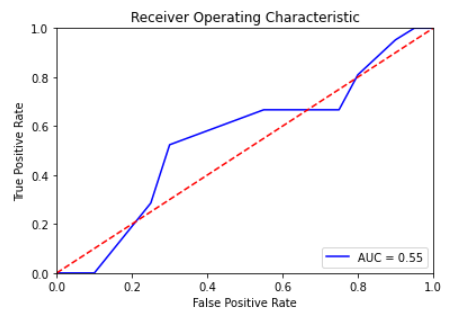 Receiver Operating Characteristic
1.0
0.8
0.6
0.4
0.2
0.0
True Positive Rate
AUC = 0.55
0.0 0.2 0.4 0.6 0.8 1.0
False Positive Rate